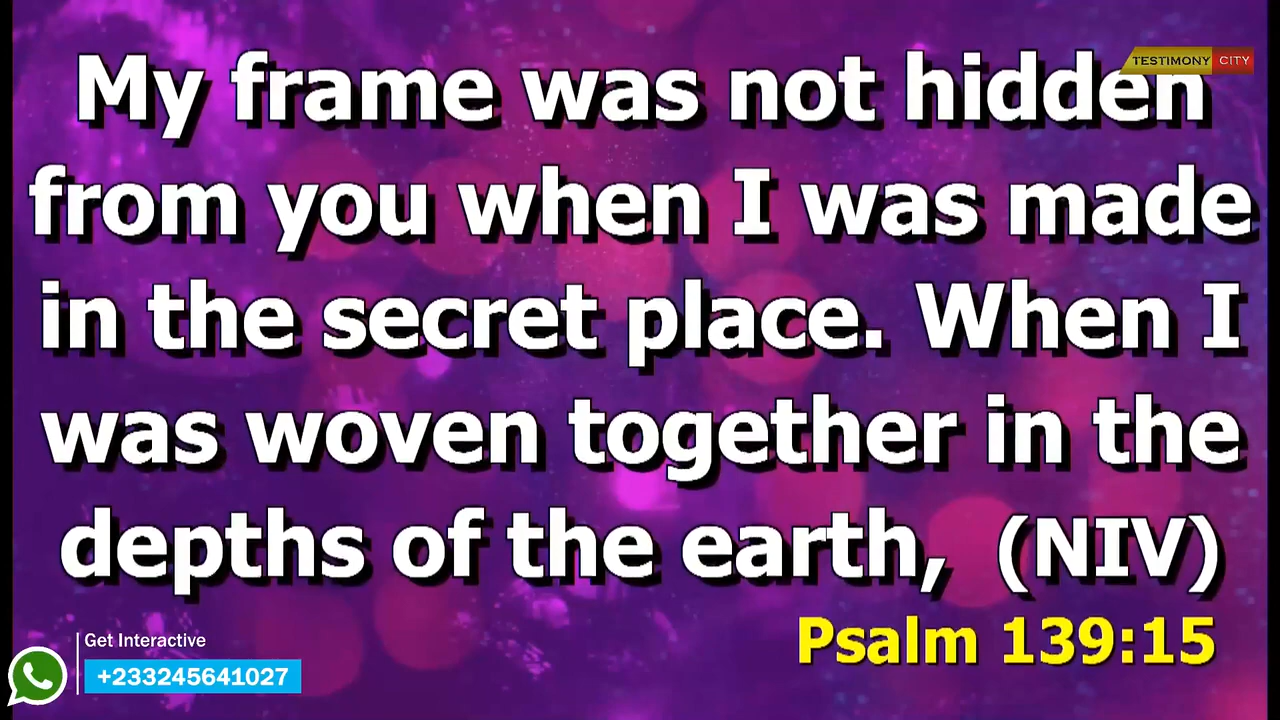 TESTIMONY CITY
My frame was not hidden
from you when I was made
in the secret place. When I
was woven together in the
depths of the earth, (NIV)
Psalm 139:15
Get Interactive
+233245641027